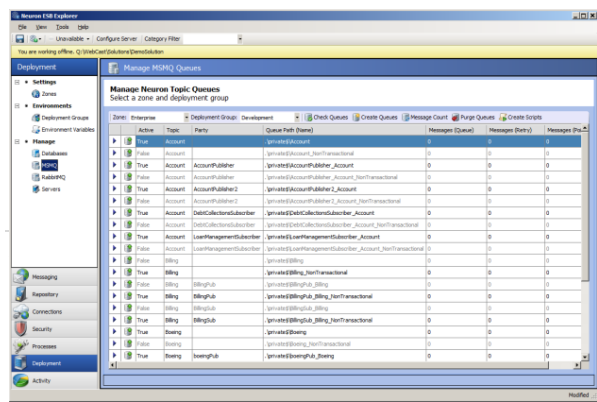 Neuron ESB Explorer
File View Tools Help
Unavailable Configure Server Category Filter
You are working offline. Q:\WebCast\Solutions\DemoSolution
Deployment
Manage MSMQ Queues
Settings
Zones
Environments
Deployment Groups
Environment Variables
Manage
Databases
MSMQ
RabbitMQ
Servers
Manage Neuron Topic Queues
Select a zone and deployment group
Zone: Enterprise Deployment Group: Development Check Queues Create Queues Message Count Purge Queues Create Scripts
Active Topic Party Queue Path (Name) Messages (Queue) Messages (Retry) Messages (Poi
True Account .\private$\Account 0 0 0
False Account .\private$\Account_NonTransactional 0 0 0
True Account AccountPublisher .\private$\AccountPublisher_Account 0 0 0
False Account AccountPublisher .\private$\AccountPublisher_Account_NonTransactional 0 0 0
True Account AccountPublisher2 .\private$\AccountPublisher2_Account 0 0 0
False Account AccountPublisher2 .\private$\AccountPublisher2_Account_NonTransactional 0 0 0
True Account DebtCollectionsSubscriber .\private$\DebtCollectionsSubscriber_Account 0 0 0
False Account DebtCollectionsSubscriber .\private$\DebtCollectionsSubscriber_Account_NonTransactional 0 0 0
True Account LoanManagementSubscriber .\private$\LoanManagementSubscriber_Account 0 0 0
False Account LoanManagementSubscriber .\private$\LoanManagementSubscriber_Account_NonTransactional 0 0 0
False Billing .\private$\Billing 0 0 0
True Billing .\private$\Billing_NonTransactional 0 0 0
False Billing BillingPub .\private$\BillingPub_Billing 0 0 0
True Billing BillingPub .\private$\BillingPub_Billing_NonTransactional 0 0 0
False Billing BillingSub .\private$\BillingSub_Billing 0 0 0
True Billing BillingSub .\private$\BillingSub_Billing_NonTransactional 0 0 0
True Boeing .\private$\Boeing 0 0 0
False Boeing .\private$\Boeing_NonTransactional 0 0 0
True Boeing boeingPub .\private$\boeingPub_Boeing 0 0 0
Messaging
Repository
Connections
Security
Processes
Deployment
Activity
Modified